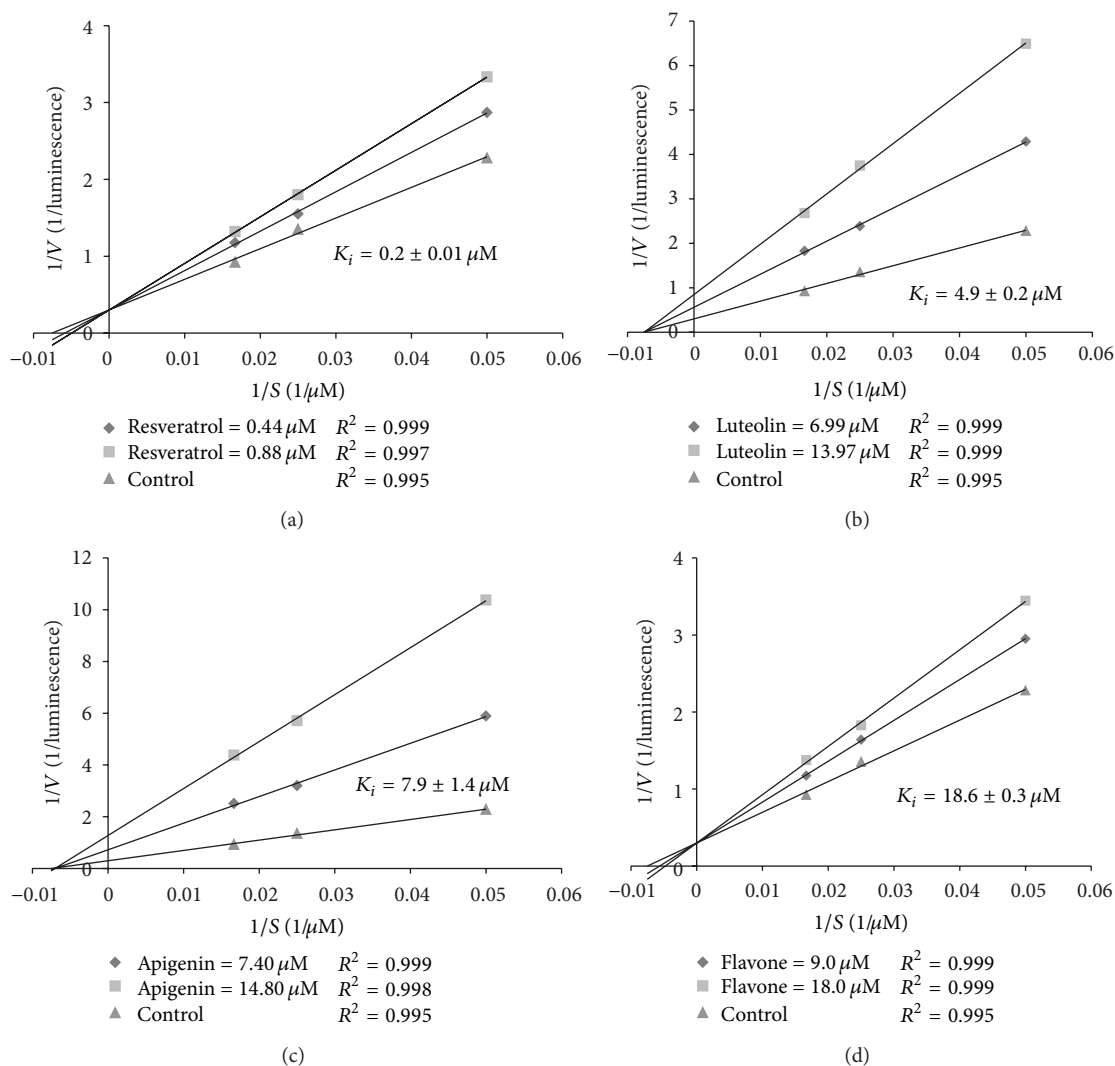 4
3
2
1
0
−0.01 0 0.01 0.02 0.03 0.04 0.05 0.06
1/V (1/luminescence)
K_i = 0.2 ± 0.01 μM
1/S (1/μM)
Resveratrol = 0.44 μM R² = 0.999
Resveratrol = 0.88 μM R² = 0.997
Control R² = 0.995
(a)
7
6
5
4
3
2
1
0
−0.01 0 0.01 0.02 0.03 0.04 0.05 0.06
1/V (1/luminescence)
K_i = 4.9 ± 0.2 μM
1/S (1/μM)
Luteolin = 6.99 μM R² = 0.999
Luteolin = 13.97 μM R² = 0.999
Control R² = 0.995
(b)
12
10
8
6
4
2
0
−0.01 0 0.01 0.02 0.03 0.04 0.05 0.06
1/V (1/luminescence)
K_i = 7.9 ± 1.4 μM
1/S (1/μM)
Apigenin = 7.40 μM R² = 0.999
Apigenin = 14.80 μM R² = 0.998
Control R² = 0.995
(c)
4
3
2
1
0
−0.01 0 0.01 0.02 0.03 0.04 0.05 0.06
1/V (1/luminescence)
K_i = 18.6 ± 0.3 μM
1/S (1/μM)
Flavone = 9.0 μM R² = 0.999
Flavone = 18.0 μM R² = 0.999
Control R² = 0.995
(d)